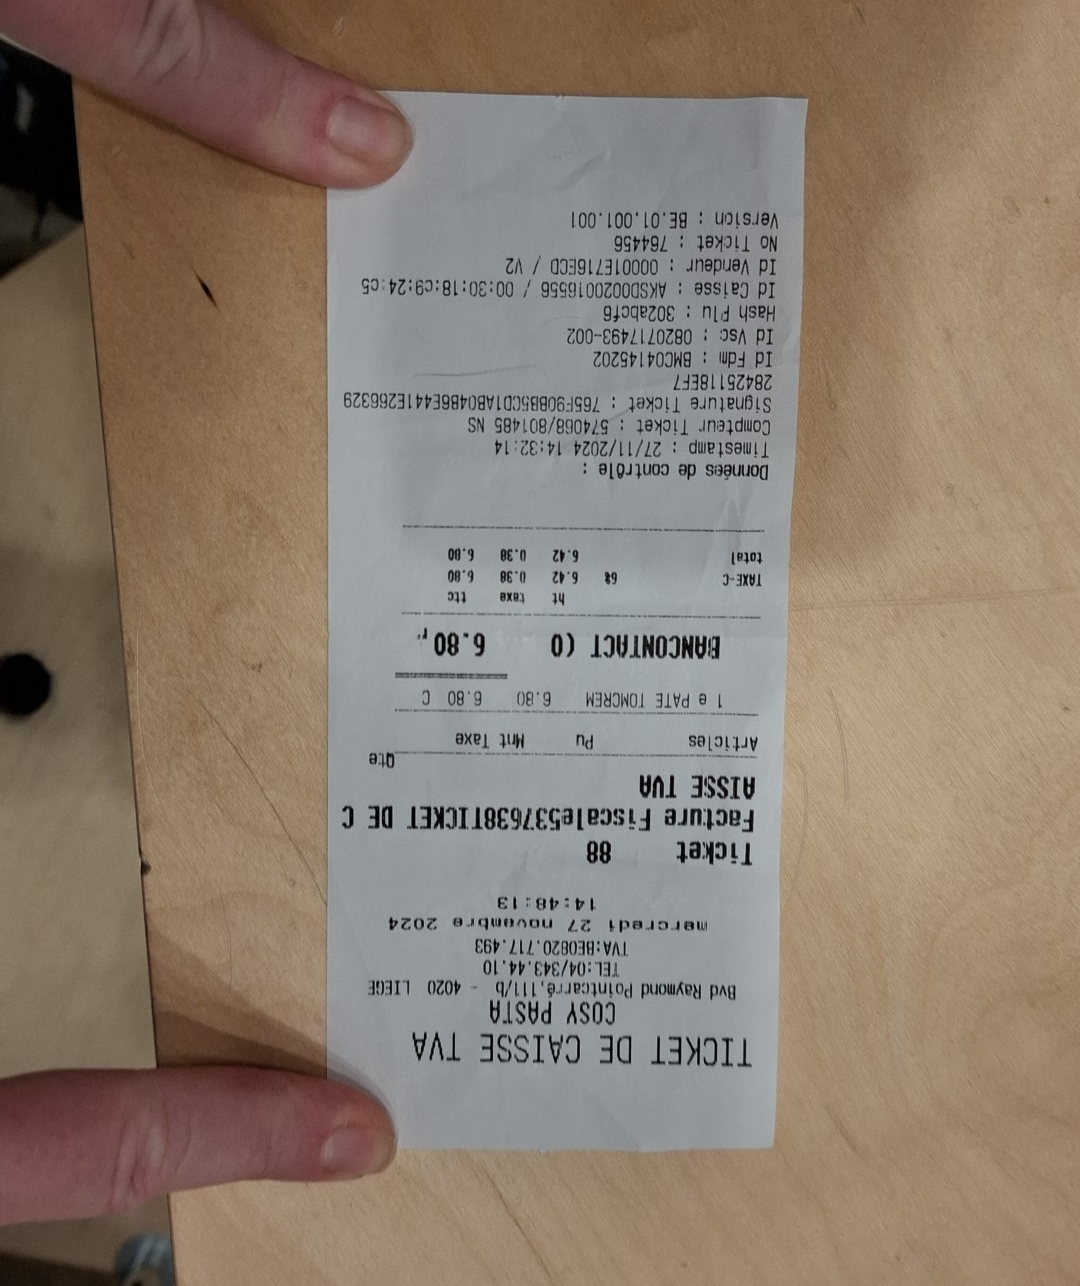 TICKET DE CAISSE TVA
COSY PASTA
Bvd Raymond Pointcarré,111/b - 4020 LIEGE
TEL:04/343.44.10
TVA:BE0820.717.493
mercredi 27 novembre 2024
14:48:13
Ticket 88
Facture Fiscale537638TICKET DE C
AISSE TVA
Qte
Articles Pu Mnt Taxe
1 e PATE TOMCREM 6.80 6.80 C
BANCONTACT (O 6.80
ht taxe ttc
TAXE-C 6% 6.42 0.38 6.80
total 6.42 0.38 6.80
Données de contrôle :
Timestamp : 27/11/2024 14:32:14
Compteur Ticket : 574068/801485 NS
Signature Ticket : 765F90BB5CD1AB04B6E441E266329
28425118EF7
Id Fdm : BMC04145202
Id Vsc : 0820717493-002
Hash Plu : 302abcf6
Id Caisse : AKSD0020016556 / 00:30:18:c9:24:c5
Id Vendeur : 00001E716ECD / V2
No Ticket : 764456
Version : BE.01.001.001